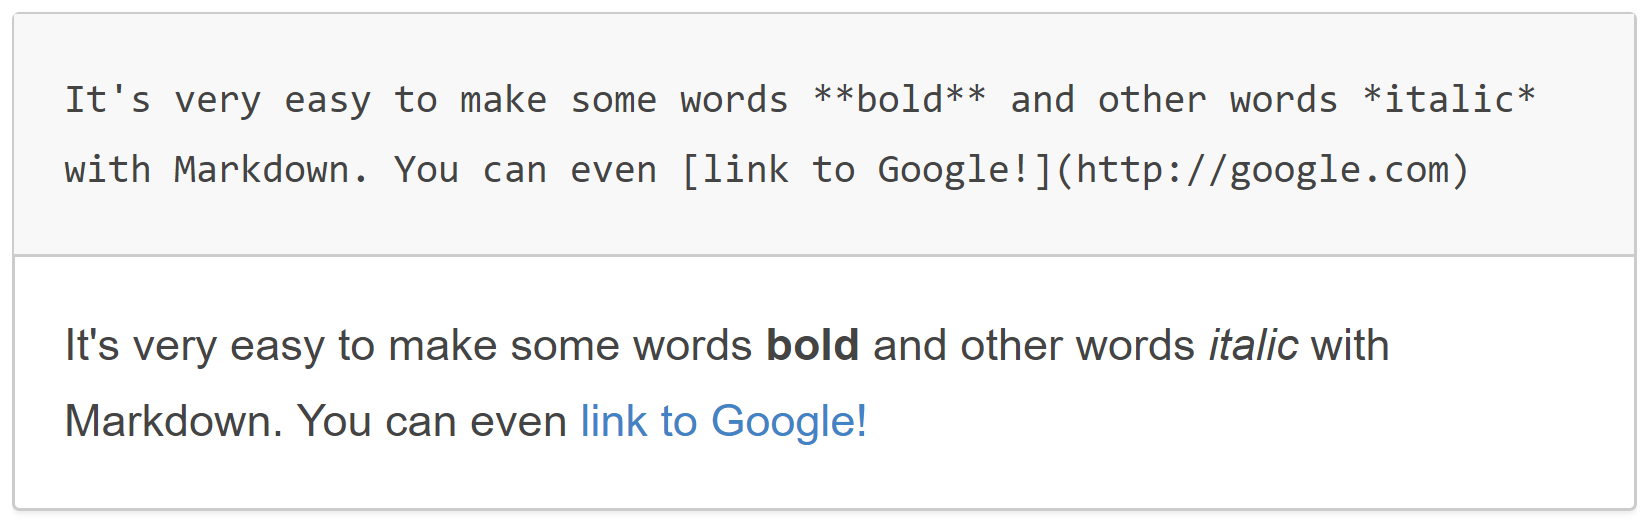 It's very easy to make some words **bold** and other words *italic*
with Markdown. You can even [link to Google!](http://google.com)
It's very easy to make some words bold and other words italic with
Markdown. You can even link to Google!